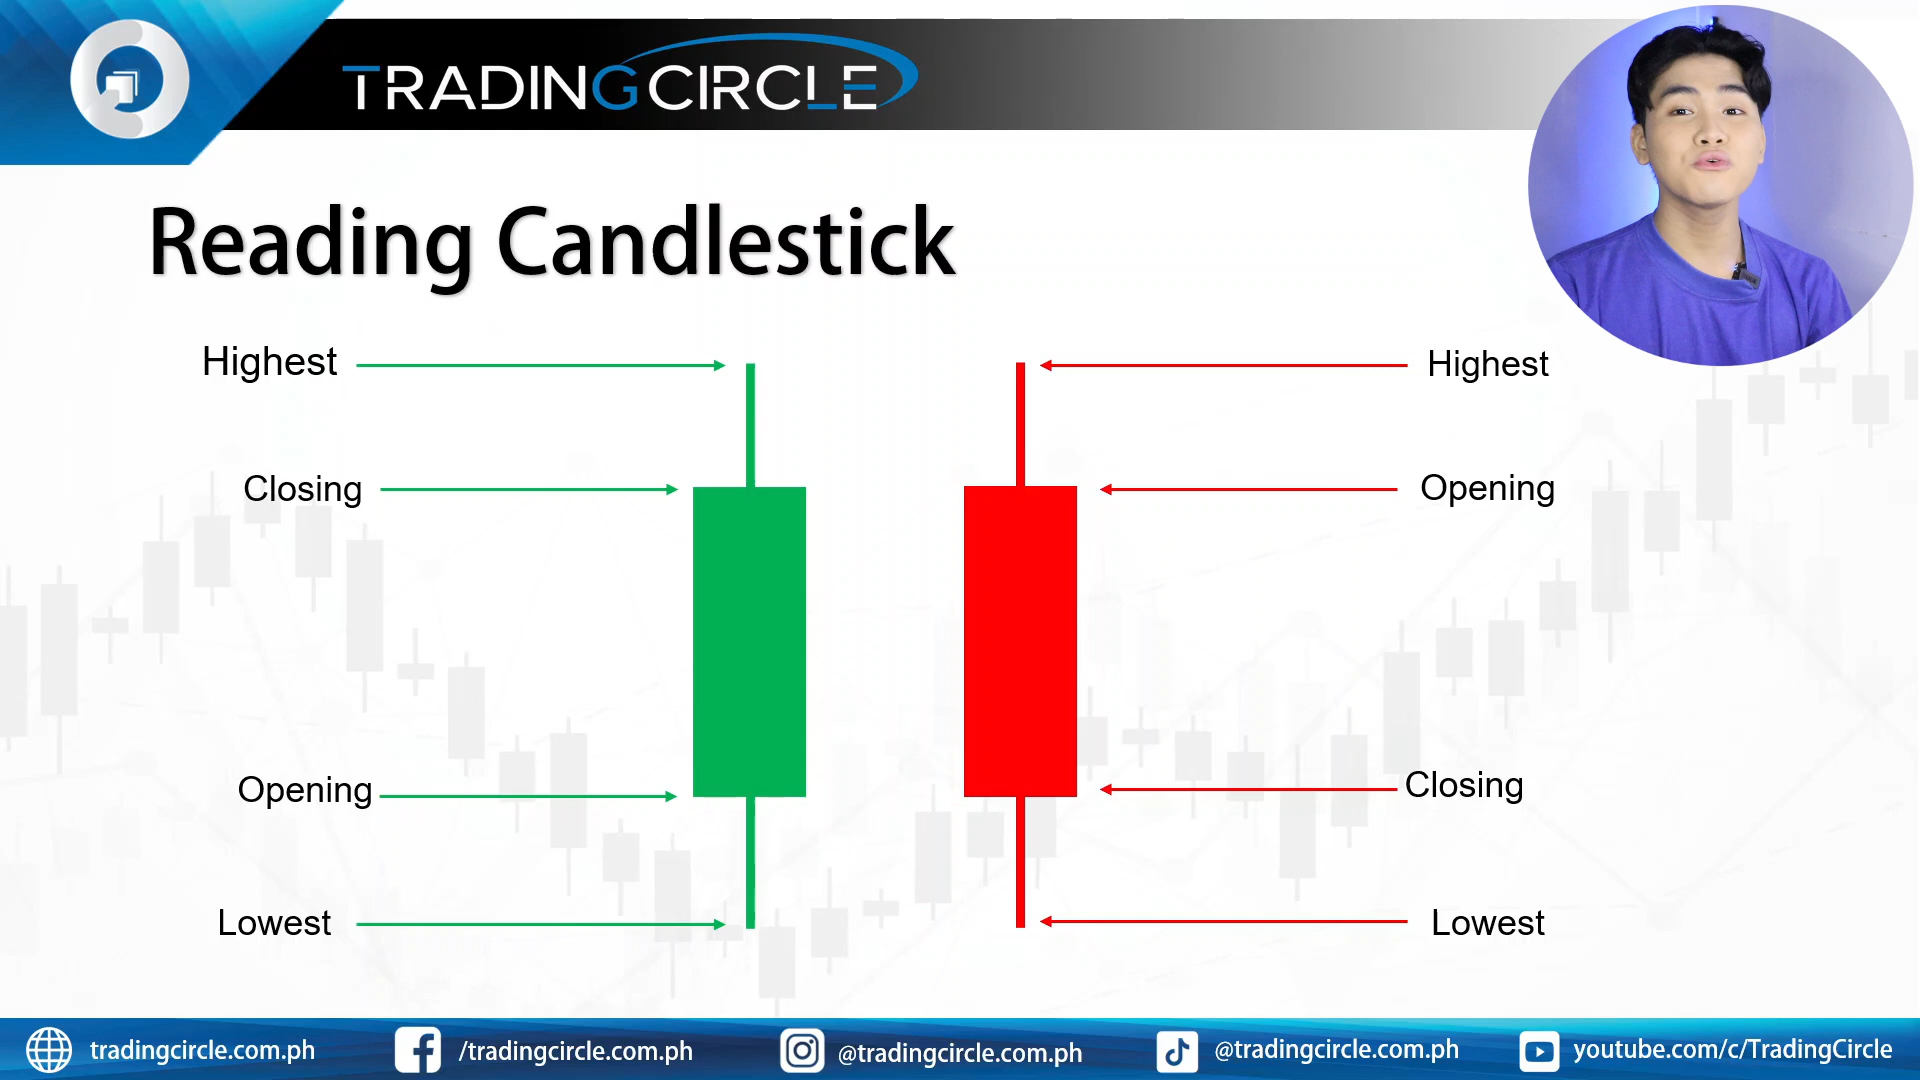 TRADINGCIRCLE
Reading Candlestick
Highest
Closing
Opening
Lowest
Highest
Opening
Closing
Lowest
tradingcircle.com.ph
/tradingcircle.com.ph
@tradingcircle.com.ph
@tradingcircle.com.ph
youtube.com/c/TradingCircle